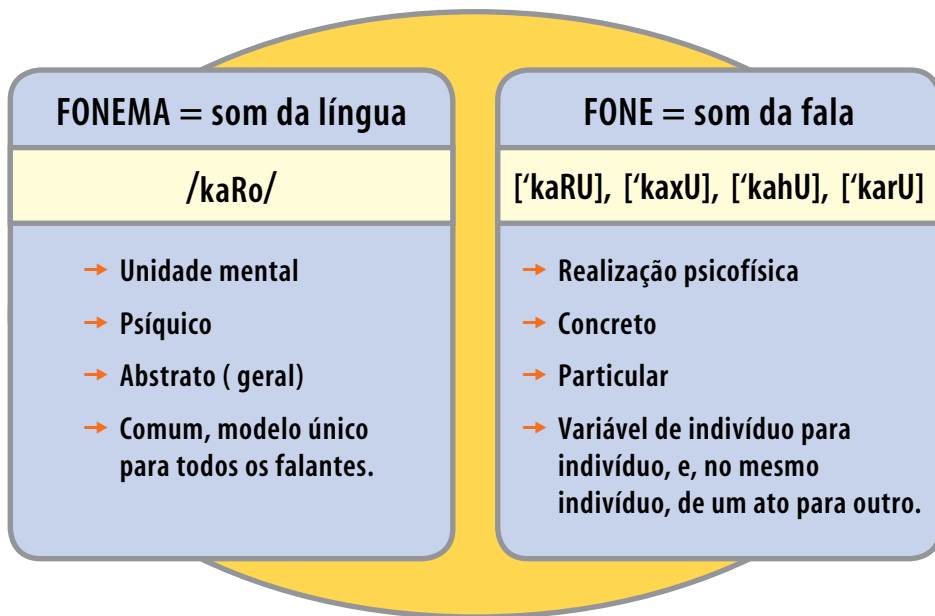 FONEMA = som da língua
/kaRo/
→ Unidade mental
→ Psíquico
→ Abstrato ( geral)
→ Comum, modelo único
para todos os falantes.
FONE = som da fala
[‘kaRU], [‘kaxU], [‘kahU], [‘karU]
→ Realização psicofísica
→ Concreto
→ Particular
→ Variável de indivíduo para
indivíduo, e, no mesmo
indivíduo, de um ato para outro.